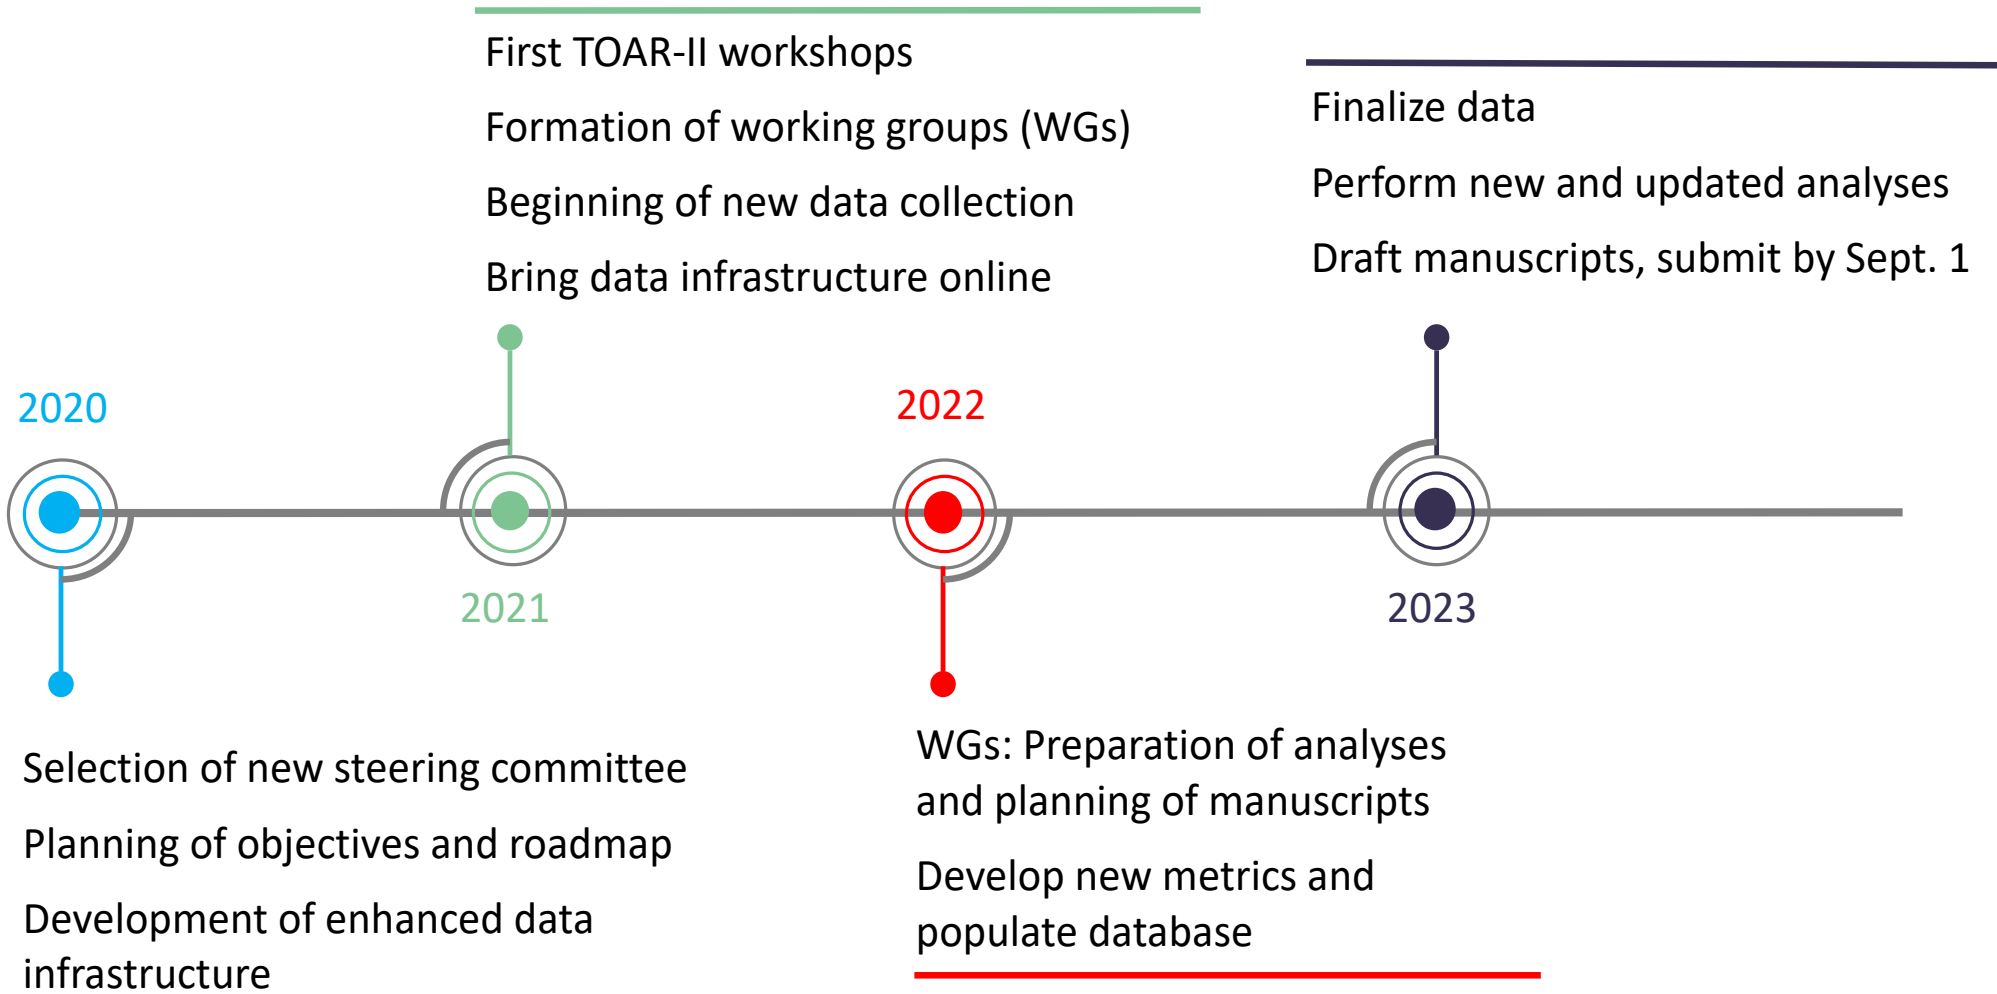 First TOAR-II workshops
Formation of working groups (WGs)
Beginning of new data collection
Bring data infrastructure online
Finalize data
Perform new and updated analyses
Draft manuscripts, submit by Sept. 1
2020
2022
2021
2023
Selection of new steering committee
Planning of objectives and roadmap
Development of enhanced data
infrastructure
WGs: Preparation of analyses
and planning of manuscripts
Develop new metrics and
populate database